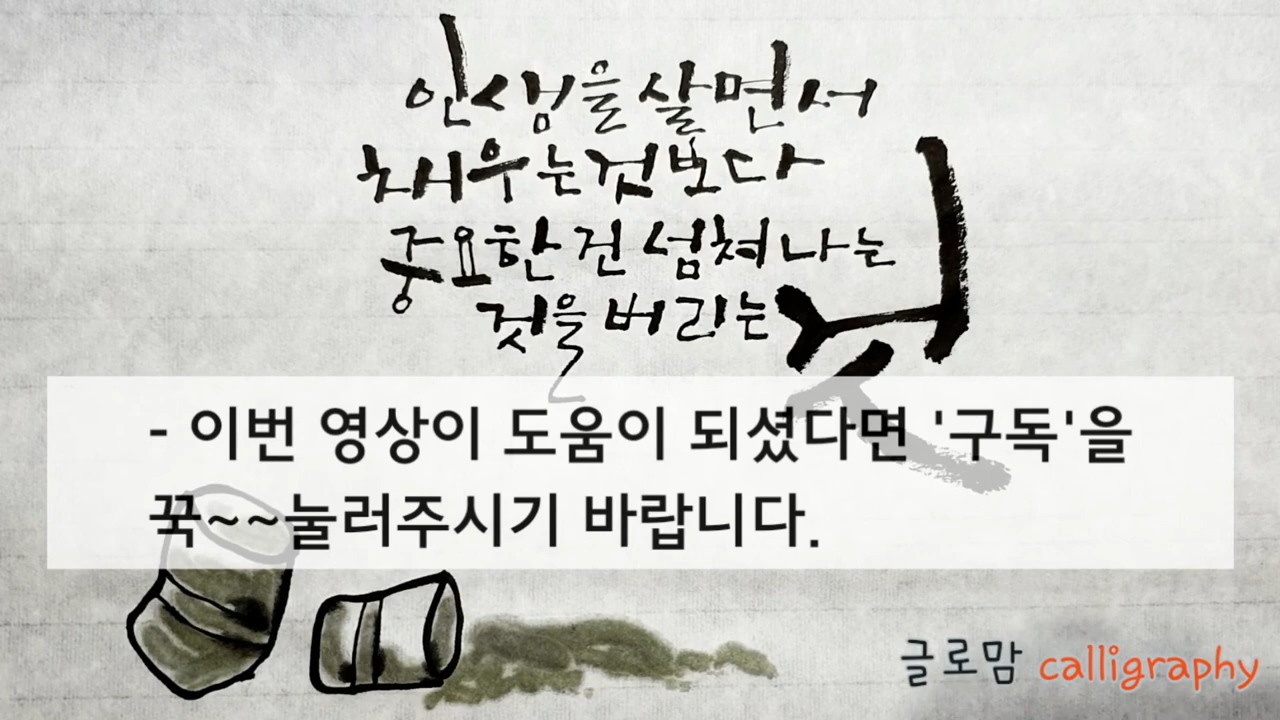 인생을 살면서
채우는 것보다
중요한 건 넘쳐나는
것을 버리는 것
- 이번 영상이 도움이 되셨다면 '구독'을
꾹~~눌러주시기 바랍니다.
글로맘 calligraphy